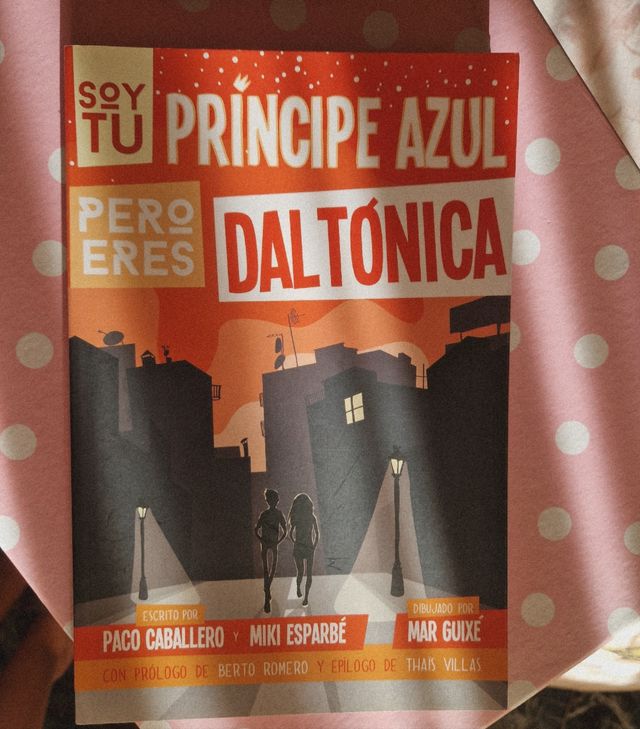 SOY
TU
PRÍNCIPE AZUL
PERO
ERES
DALTÓNICA
ESCRITO POR
PACO CABALLERO Y MIKI ESPARBÉ
DIBUJADO POR
MAR GUIXÉ
CON PRÓLOGO DE BERTO ROMERO Y EPÍLOGO DE THAIS VILLAS